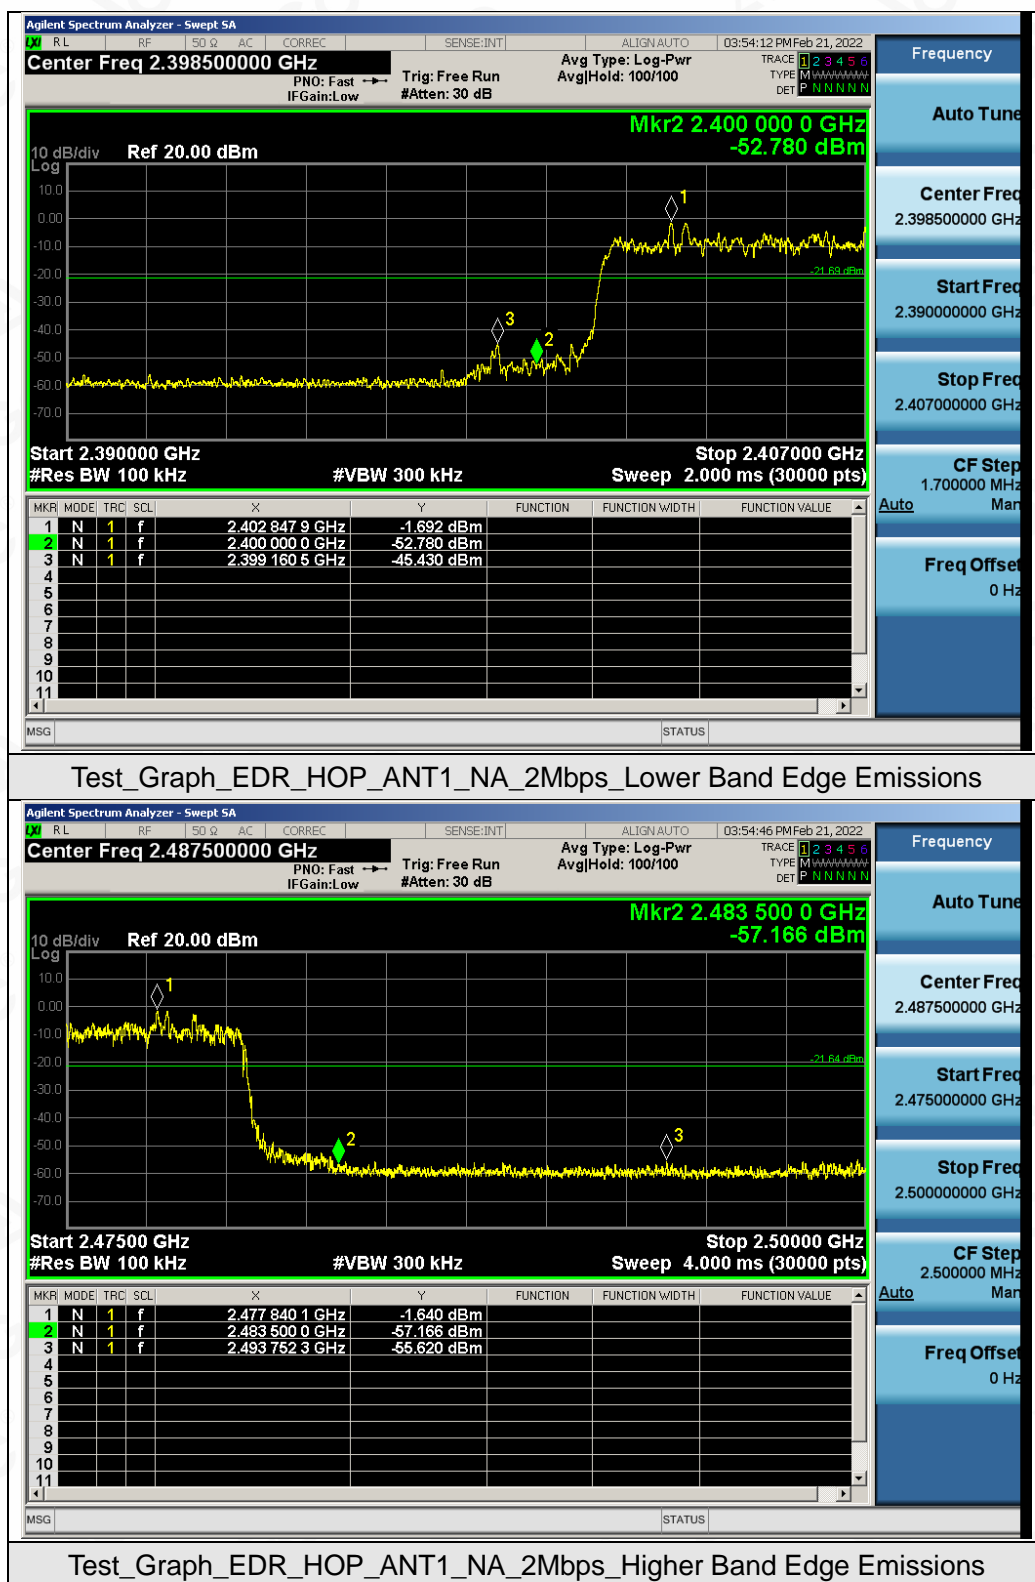 Agilent Spectrum Analyzer - Swept SA
LXI RL RF 50 Ω AC CORREC SENSE:INT ALIGN AUTO 03:54:12 PM Feb 21, 2022
Center Freq 2.398500000 GHz
PNO: Fast
IFGain:Low
Trig: Free Run
#Atten: 30 dB
Avg Type: Log-Pwr
Avg|Hold: 100/100
TRACE 1 2 3 4 5 6
TYPE M WWWWW
DET P N N N N N
Mkr2 2.400 000 0 GHz
-52.780 dBm
10 dB/div Ref 20.00 dBm
Log
10.0
0.00
-10.0
-20.0
-30.0
-40.0
-50.0
-60.0
-70.0
1
-21.69 dBm
3
2
Start 2.390000 GHz Stop 2.407000 GHz
#Res BW 100 kHz #VBW 300 kHz Sweep 2.000 ms (30000 pts)
MKR MODE TRC SCL X Y FUNCTION FUNCTION WIDTH FUNCTION VALUE
1 N 1 f 2.402 847 9 GHz -1.692 dBm
2 N 1 f 2.400 000 0 GHz -52.780 dBm
3 N 1 f 2.399 160 5 GHz -45.430 dBm
4
5
6
7
8
9
10
11
MSG STATUS
Frequency
Auto Tune
Center Freq
2.398500000 GHz
Start Freq
2.390000000 GHz
Stop Freq
2.407000000 GHz
CF Step
1.700000 MHz
Auto Man
Freq Offset
0 Hz
Test_Graph_EDR_HOP_ANT1_NA_2Mbps_Lower Band Edge Emissions
Agilent Spectrum Analyzer - Swept SA
LXI RL RF 50 Ω AC CORREC SENSE:INT ALIGN AUTO 03:54:46 PM Feb 21, 2022
Center Freq 2.487500000 GHz
PNO: Fast
IFGain:Low
Trig: Free Run
#Atten: 30 dB
Avg Type: Log-Pwr
Avg|Hold: 100/100
TRACE 1 2 3 4 5 6
TYPE M WWWWW
DET P N N N N N
Mkr2 2.483 500 0 GHz
-57.166 dBm
10 dB/div Ref 20.00 dBm
Log
10.0
0.00
-10.0
-20.0
-30.0
-40.0
-50.0
-60.0
-70.0
1
-21.64 dBm
2
3
Start 2.47500 GHz Stop 2.50000 GHz
#Res BW 100 kHz #VBW 300 kHz Sweep 4.000 ms (30000 pts)
MKR MODE TRC SCL X Y FUNCTION FUNCTION WIDTH FUNCTION VALUE
1 N 1 f 2.477 840 1 GHz -1.640 dBm
2 N 1 f 2.483 500 0 GHz -57.166 dBm
3 N 1 f 2.493 752 3 GHz -55.620 dBm
4
5
6
7
8
9
10
11
MSG STATUS
Frequency
Auto Tune
Center Freq
2.487500000 GHz
Start Freq
2.475000000 GHz
Stop Freq
2.500000000 GHz
CF Step
2.500000 MHz
Auto Man
Freq Offset
0 Hz
Test_Graph_EDR_HOP_ANT1_NA_2Mbps_Higher Band Edge Emissions